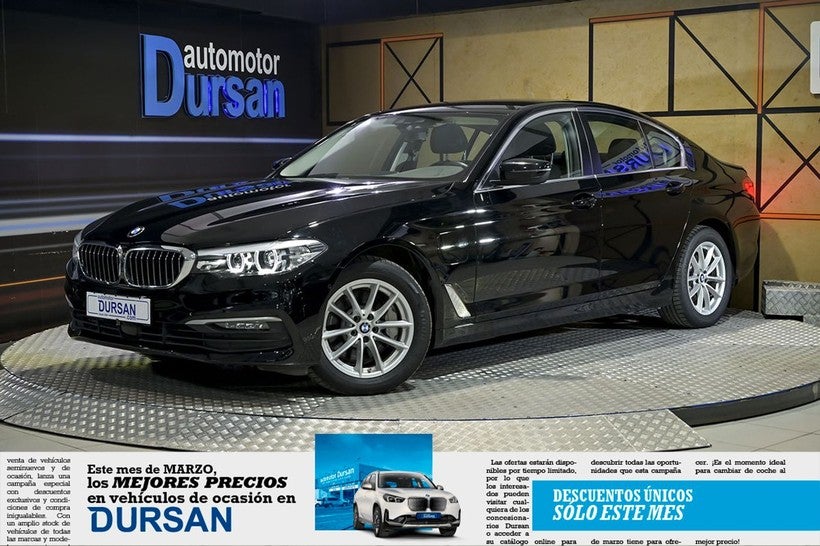 automotor
Dursan
automotor
DURSAN
.com
venta de vehículos
seminuevos y de
ocasión, lanza una
campaña especial
con descuentos
exclusivos y condi-
ciones de compra
inigualables. Con
un amplio stock de
vehículos de todas
las marcas y mode-
Este mes de MARZO,
los MEJORES PRECIOS
en vehículos de ocasión en
DURSAN
automotor Dursan
Las ofertas estarán dispo-
nibles por tiempo limitado,
por lo que
los interesa-
dos pueden
visitar cual-
quiera de los
concesiona-
rios Dursan
o acceder a
su catálogo online para
descubrir todas las oportu-
nidades que esta campaña
de marzo tiene para ofre-
cer. ¡Es el momento ideal
para cambiar de coche al
mejor precio!
DESCUENTOS ÚNICOS
SÓLO ESTE MES